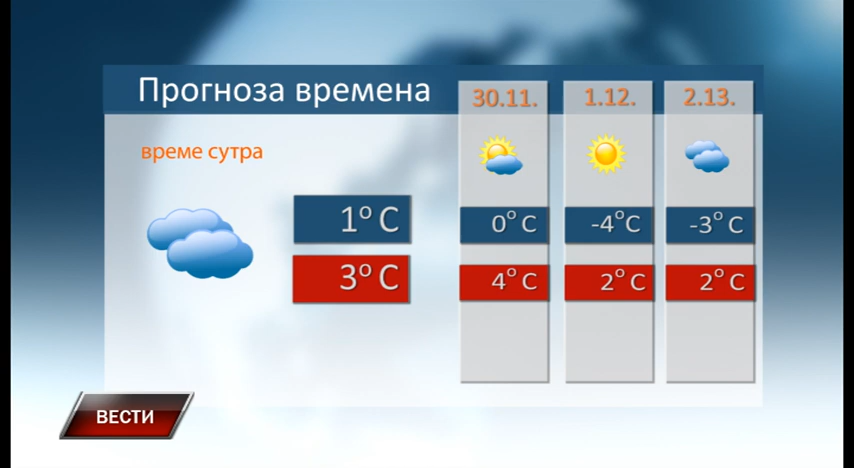 Прогноза времена
време сутра
1° C
3° C
30.11.
0° C
4° C
1.12.
-4°C
2° C
2.13.
-3° C
2° C
ВЕСТИ